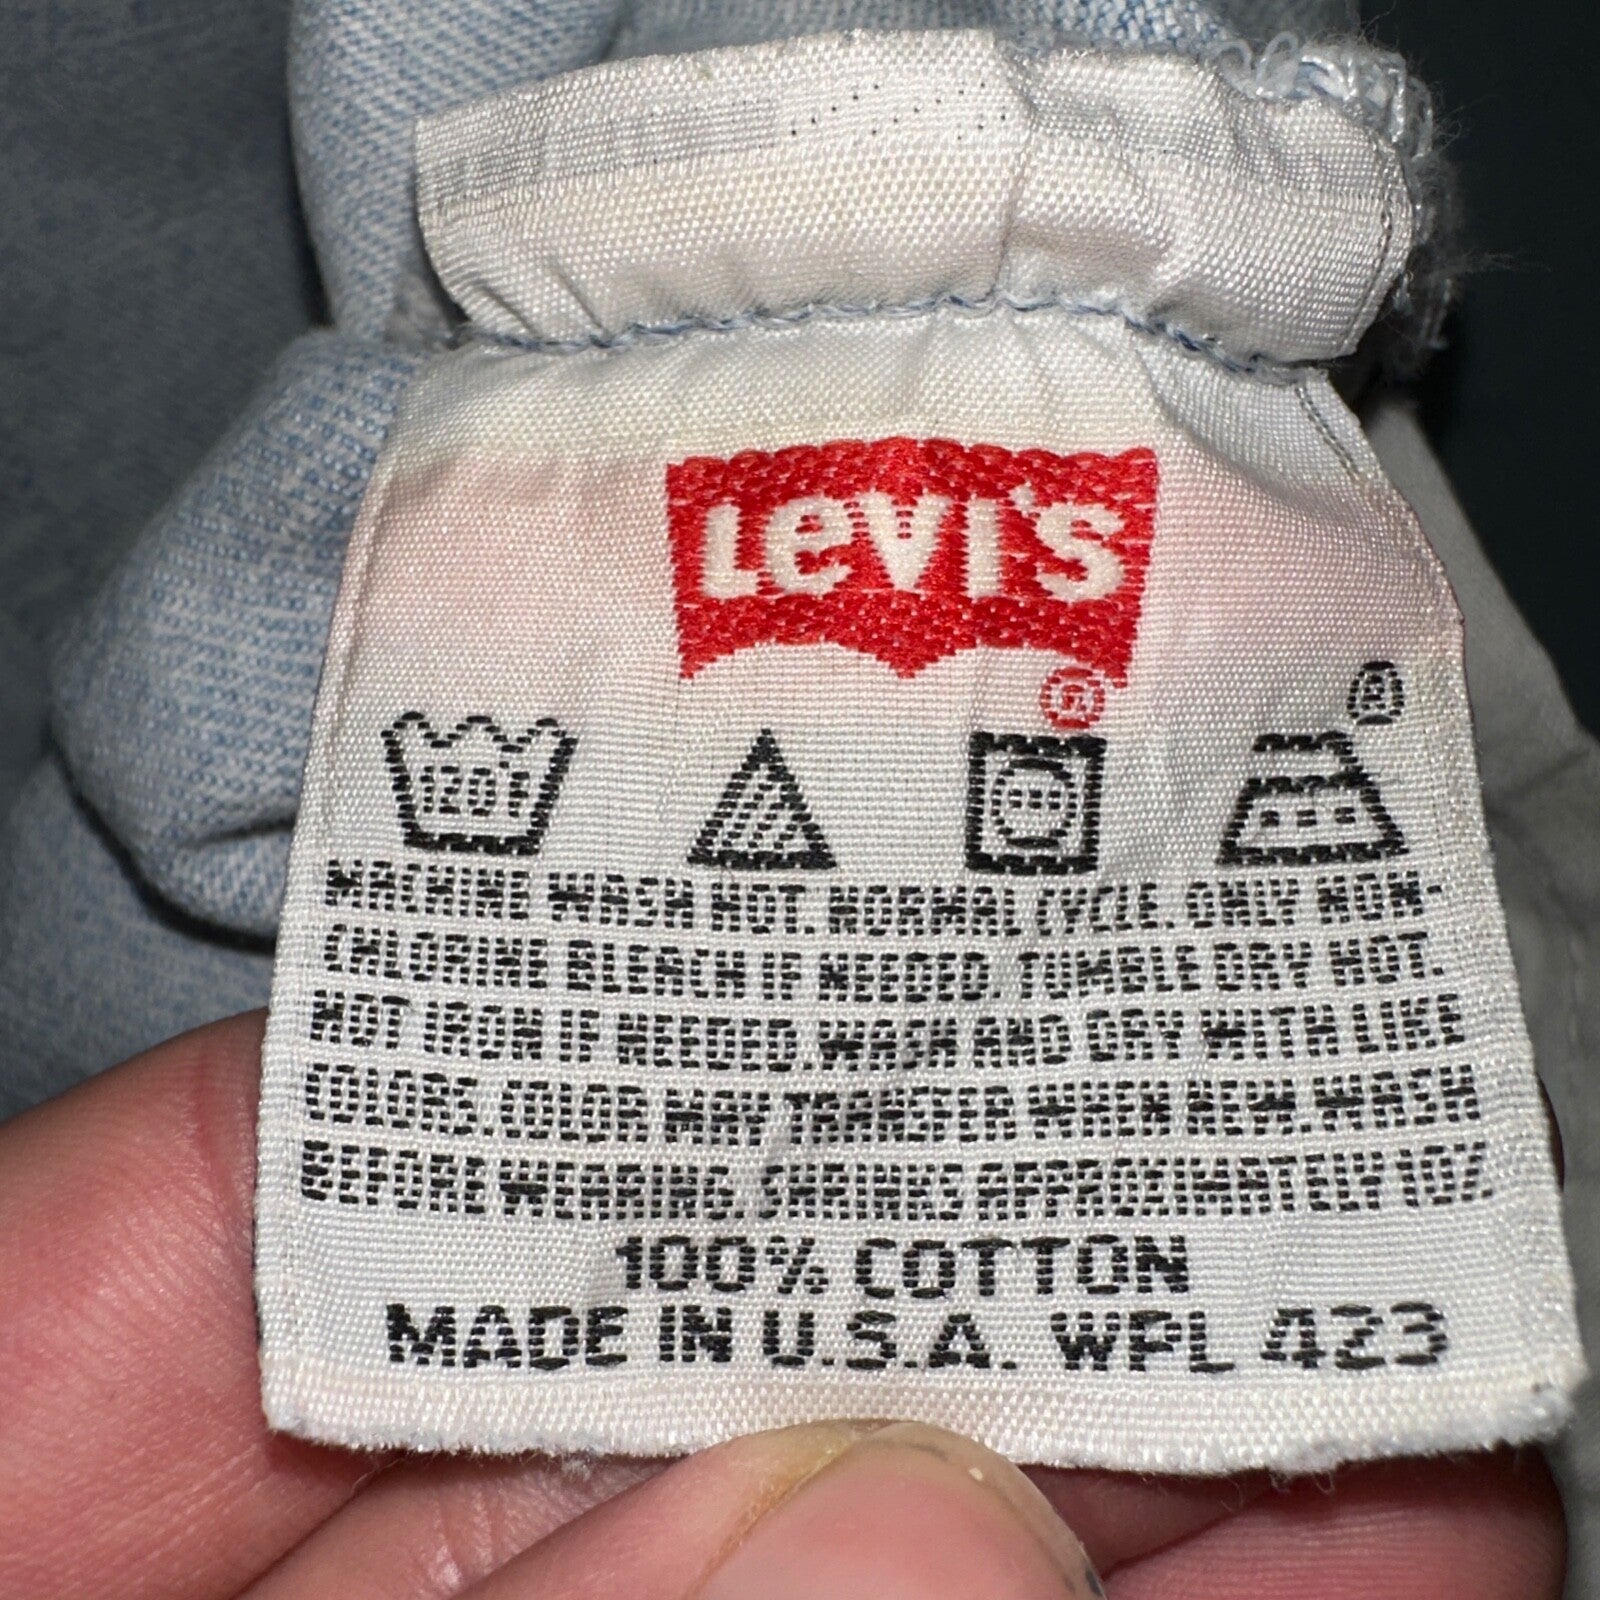 Levi's
®
®
120°F
MACHINE WASH HOT. NORMAL CYCLE. ONLY NON-
CHLORINE BLEACH IF NEEDED. TUMBLE DRY HOT.
HOT IRON IF NEEDED. WASH AND DRY WITH LIKE
COLORS. COLOR MAY TRANSFER WHEN NEW. WASH
BEFORE WEARING. SHRINKS APPROXIMATELY 10%
100% COTTON
MADE IN U.S.A. WPL 423